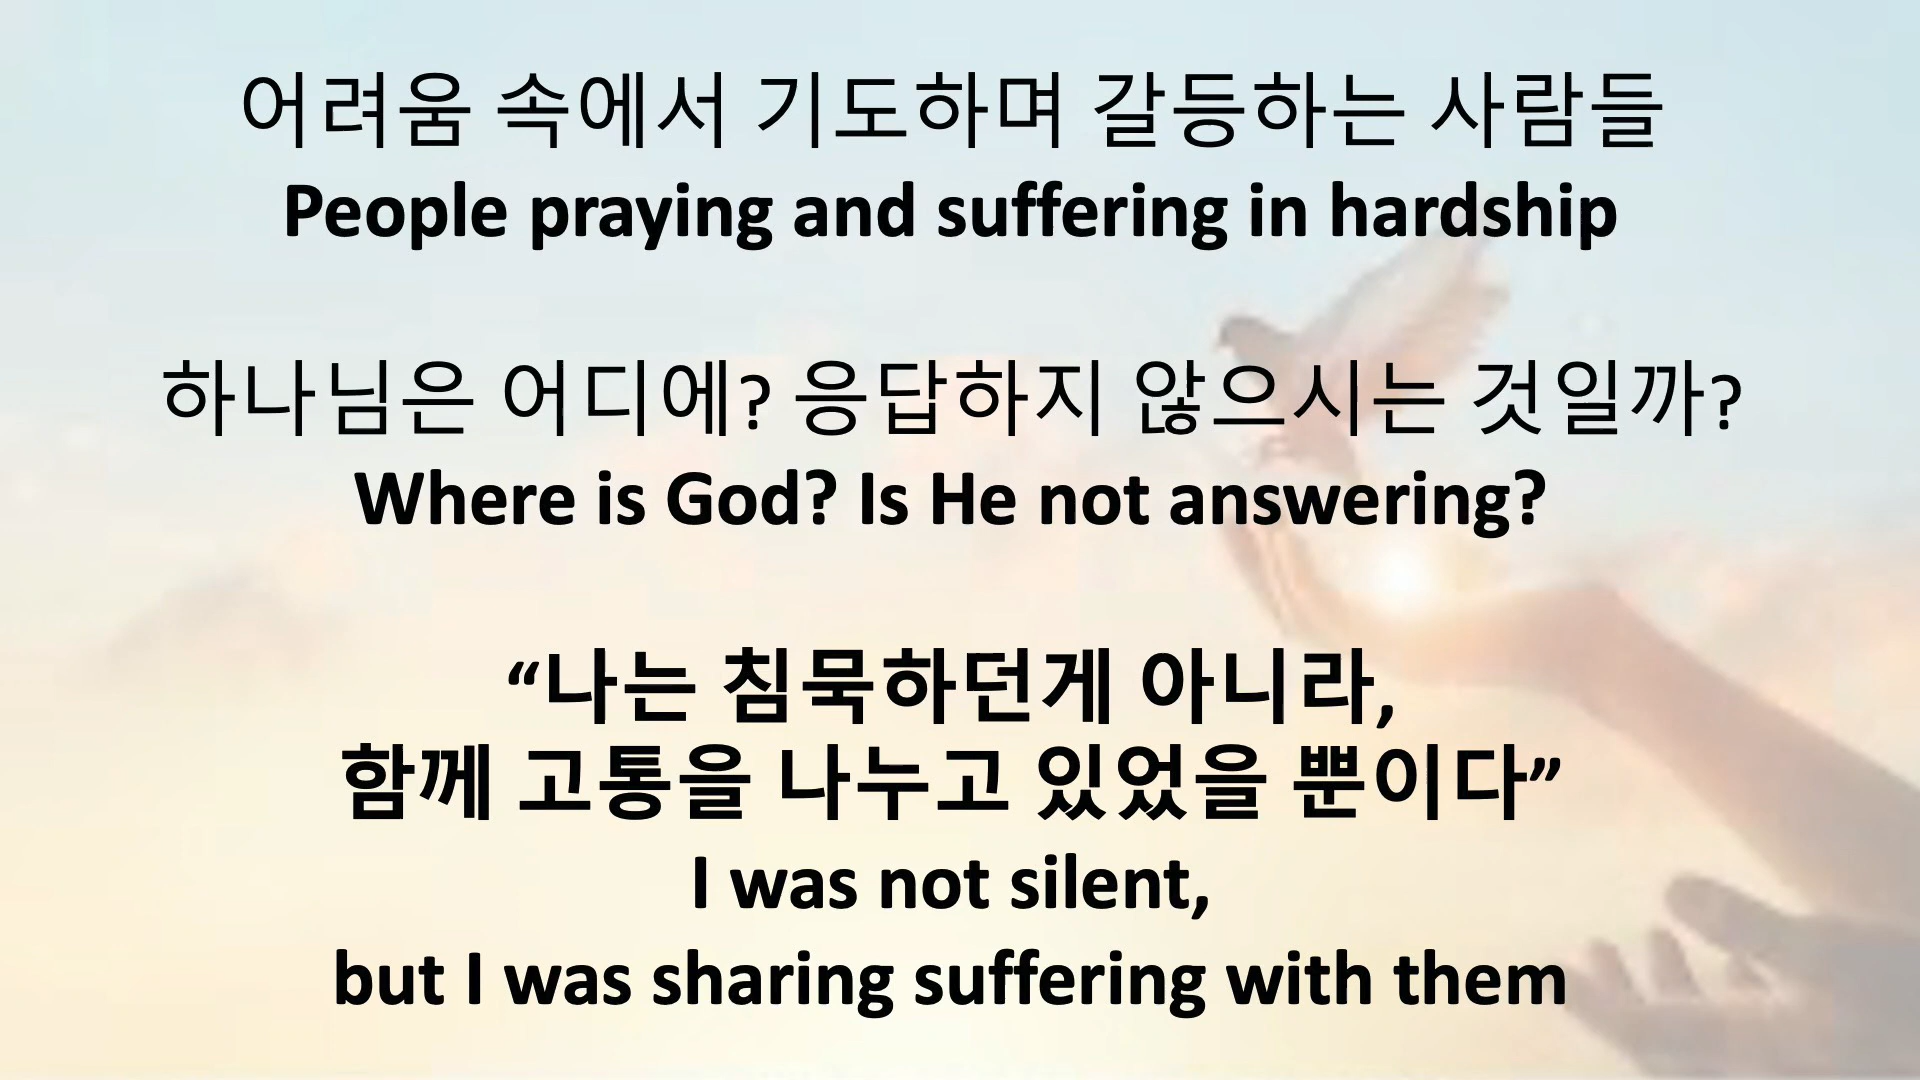 어려움 속에서 기도하며 갈등하는 사람들
People praying and suffering in hardship
하나님은 어디에? 응답하지 않으시는 것일까?
Where is God? Is He not answering?
“나는 침묵하던게 아니라,
함께 고통을 나누고 있었을 뿐이다”
I was not silent,
but I was sharing suffering with them